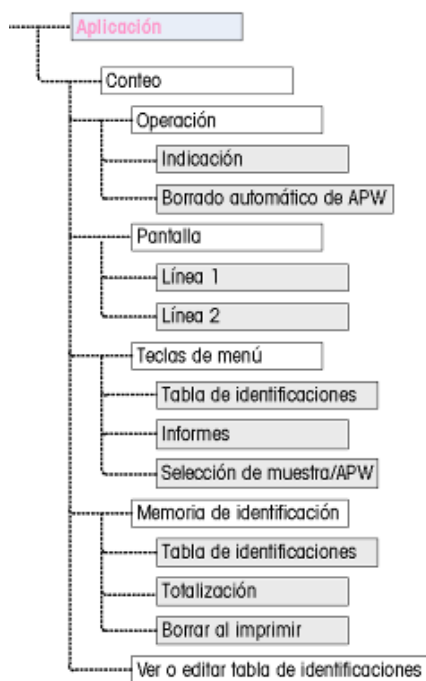 Aplicación
Conteo
Operación
Indicación
Borrado automático de APW
Pantalla
Línea 1
Línea 2
Teclas de menú
Tabla de identificaciones
Informes
Selección de muestra/APW
Memoria de identificación
Tabla de identificaciones
Totalización
Borrar al imprimir
Ver o editar tabla de identificaciones